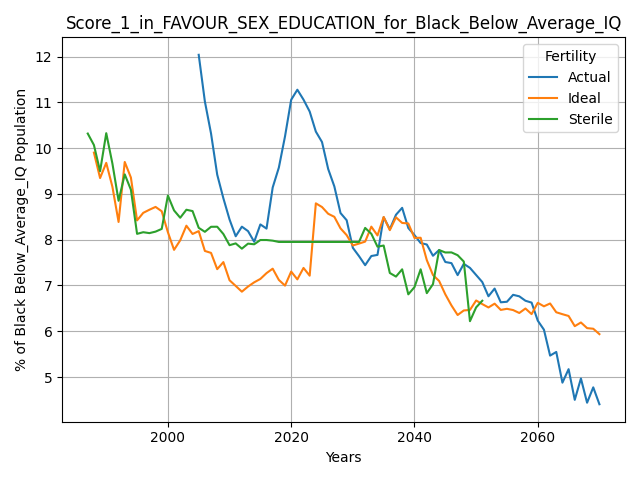 Score_1_in_FAVOUR_SEX_EDUCATION_for_Black_Below_Average_IQ
% of Black Below_Average_IQ Population
12
11
10
9
8
7
6
5
Fertility
Actual
Ideal
Sterile
2000
2020
2040
2060
Years